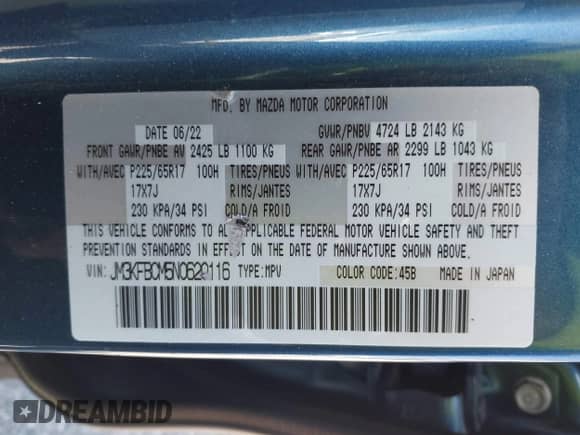 MFD. BY MAZDA MOTOR CORPORATION
DATE 06/22 GVWR/PNBV 4724 LB 2143 KG
FRONT GAWR/PNBE AV 2425 LB 1100 KG REAR GAWR/PNBE AR 2299 LB 1043 KG
WITH/AVEC P225/65R17 100H TIRES/PNEUS WITH/AVEC P225/65R17 100H TIRES/PNEUS
17X7J RIMS/JANTES 17X7J RIMS/JANTES
230 KPA/34 PSI COLD/A FROID 230 KPA/34 PSI COLD/A FROID
THIS VEHICLE CONFORMS TO ALL APPLICABLE FEDERAL MOTOR VEHICLE SAFETY AND THEFT
PREVENTION STANDARDS IN EFFECT ON THE DATE OF MANUFACTURE SHOWN ABOVE.
VIN: JM3KFBCM5N0620116 TYPE:MPV COLOR CODE:45B MADE IN JAPAN
DREAMBID